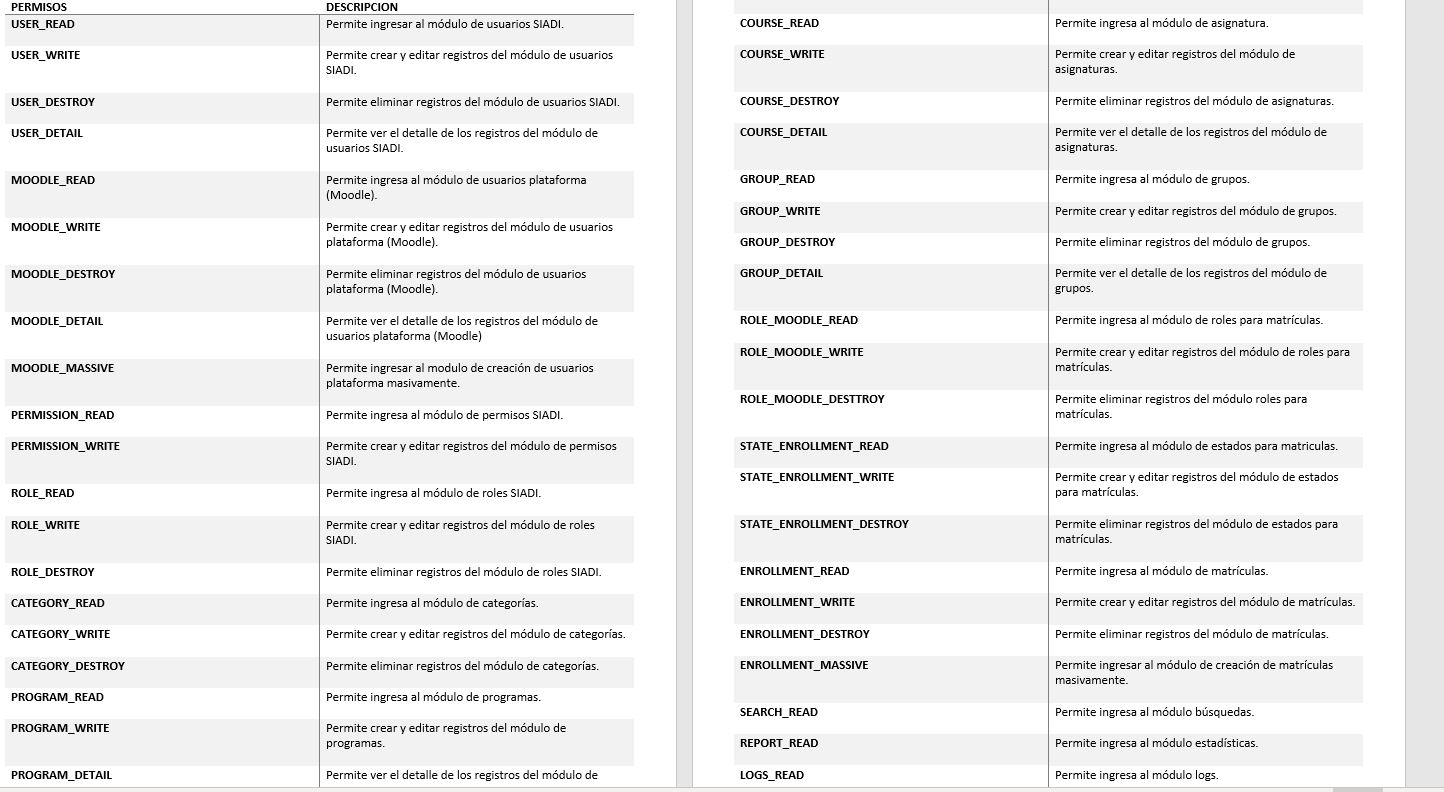 PERMISOS DESCRIPCION
USER_READ Permite ingresar al módulo de usuarios SIADI.
USER_WRITE Permite crear y editar registros del módulo de usuarios
SIADI.
USER_DESTROY Permite eliminar registros del módulo de usuarios SIADI.
USER_DETAIL Permite ver el detalle de los registros del módulo de
usuarios SIADI.
MOODLE_READ Permite ingresa al módulo de usuarios plataforma
(Moodle).
MOODLE_WRITE Permite crear y editar registros del módulo de usuarios
plataforma (Moodle).
MOODLE_DESTROY Permite eliminar registros del módulo de usuarios
plataforma (Moodle).
MOODLE_DETAIL Permite ver el detalle de los registros del módulo de
usuarios plataforma (Moodle)
MOODLE_MASSIVE Permite ingresar al modulo de creación de usuarios
plataforma masivamente.
PERMISSION_READ Permite ingresa al módulo de permisos SIADI.
PERMISSION_WRITE Permite crear y editar registros del módulo de permisos
SIADI.
ROLE_READ Permite ingresa al módulo de roles SIADI.
ROLE_WRITE Permite crear y editar registros del módulo de roles
SIADI.
ROLE_DESTROY Permite eliminar registros del módulo de roles SIADI.
CATEGORY_READ Permite ingresa al módulo de categorías.
CATEGORY_WRITE Permite crear y editar registros del módulo de categorías.
CATEGORY_DESTROY Permite eliminar registros del módulo de categorías.
PROGRAM_READ Permite ingresa al módulo de programas.
PROGRAM_WRITE Permite crear y editar registros del módulo de
programas.
PROGRAM_DETAIL Permite ver el detalle de los registros del módulo de
COURSE_READ Permite ingresa al módulo de asignatura.
COURSE_WRITE Permite crear y editar registros del módulo de
asignaturas.
COURSE_DESTROY Permite eliminar registros del módulo de asignaturas.
COURSE_DETAIL Permite ver el detalle de los registros del módulo de
asignaturas.
GROUP_READ Permite ingresa al módulo de grupos.
GROUP_WRITE Permite crear y editar registros del módulo de grupos.
GROUP_DESTROY Permite eliminar registros del módulo de grupos.
GROUP_DETAIL Permite ver el detalle de los registros del módulo de
grupos.
ROLE_MOODLE_READ Permite ingresa al módulo de roles para matrículas.
ROLE_MOODLE_WRITE Permite crear y editar registros del módulo de roles para
matrículas.
ROLE_MOODLE_DESTTROY Permite eliminar registros del módulo roles para
matrículas.
STATE_ENROLLMENT_READ Permite ingresa al módulo de estados para matriculas.
STATE_ENROLLMENT_WRITE Permite crear y editar registros del módulo de estados
para matrículas.
STATE_ENROLLMENT_DESTROY Permite eliminar registros del módulo de estados para
matrículas.
ENROLLMENT_READ Permite ingresa al módulo de matrículas.
ENROLLMENT_WRITE Permite crear y editar registros del módulo de matrículas.
ENROLLMENT_DESTROY Permite eliminar registros del módulo de matrículas.
ENROLLMENT_MASSIVE Permite ingresar al módulo de creación de matrículas
masivamente.
SEARCH_READ Permite ingresa al módulo búsquedas.
REPORT_READ Permite ingresa al módulo estadísticas.
LOGS_READ Permite ingresa al módulo logs.